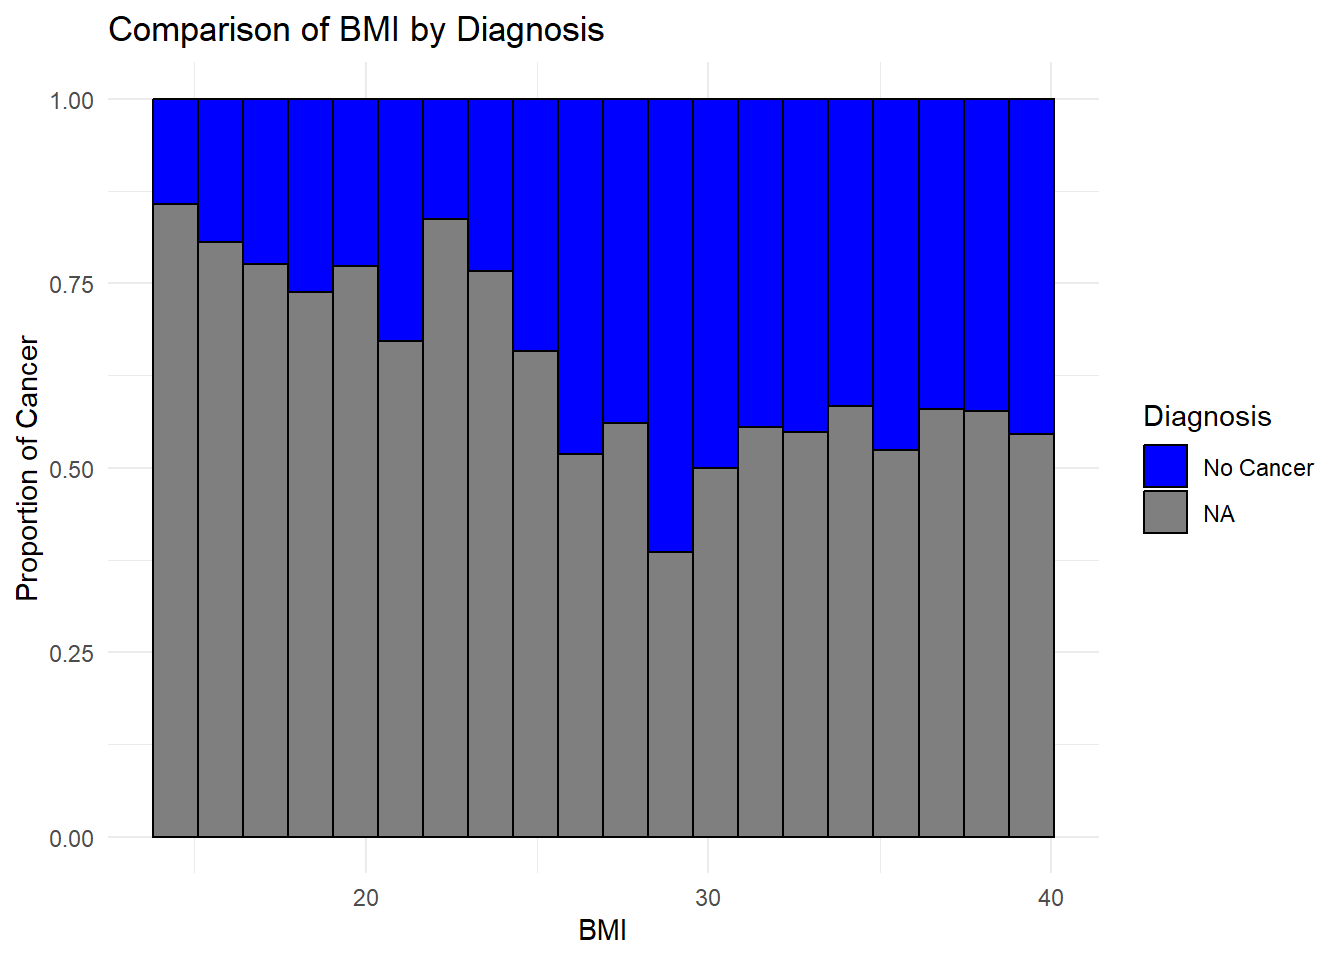 Comparison of BMI by Diagnosis
1.00
0.75
0.50
0.25
0.00
Proportion of Cancer
20
30
40
BMI
Diagnosis
No Cancer
NA